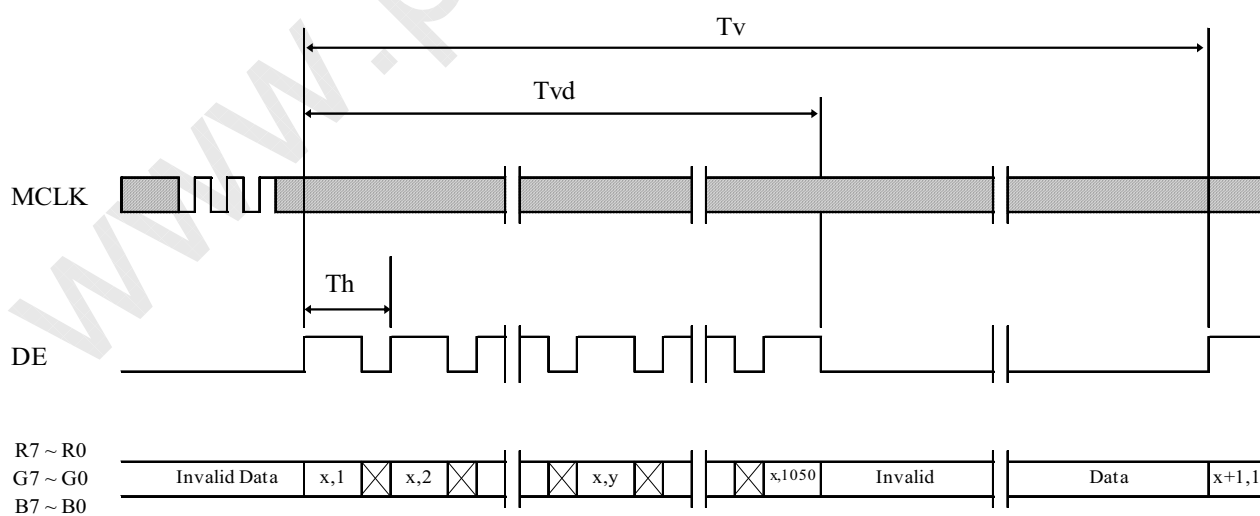 Tv
Tvd
MCLK
Th
DE
R7 ~ R0
G7 ~ G0
B7 ~ B0
Invalid Data
x,1
x,2
x,y
x,1050
Invalid
Data
x+1,1
www.p